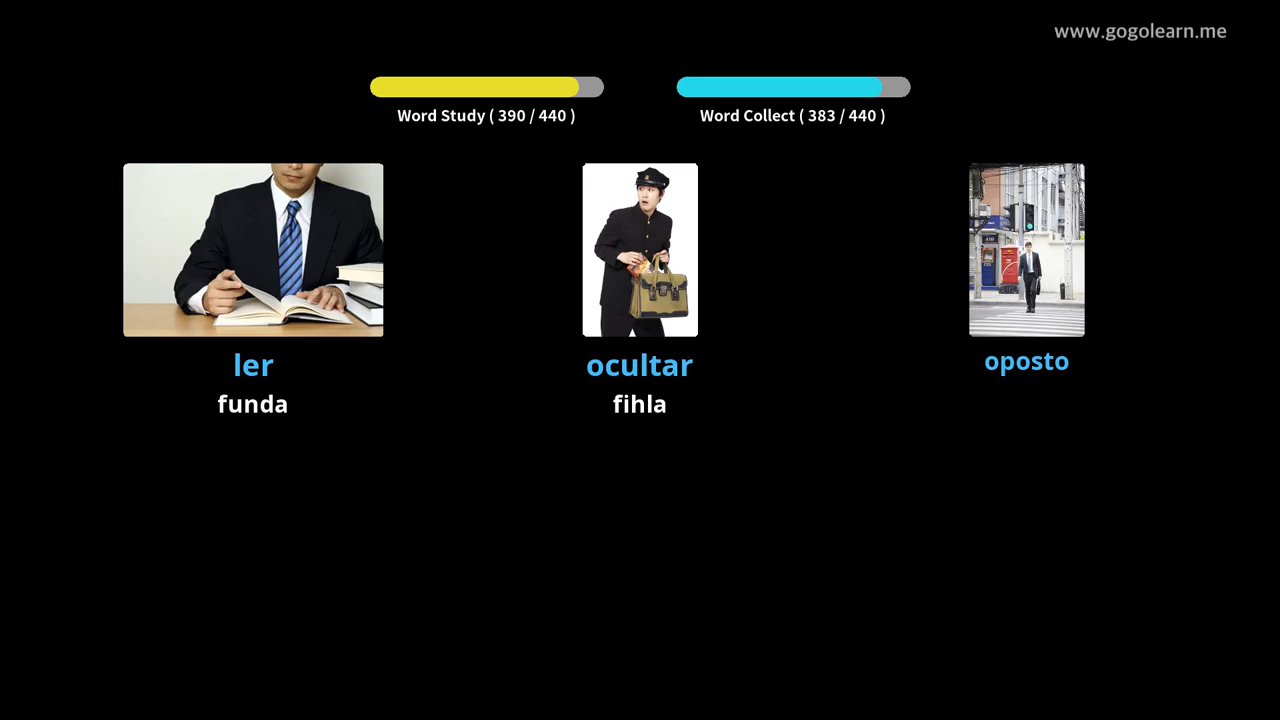 www.gogolearn.me
Word Study ( 390 / 440 )
Word Collect ( 383 / 440 )
ler
funda
ocultar
fihla
oposto